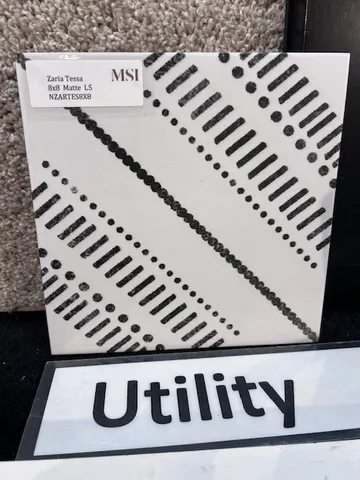 Zaria Tessa
8x8 Matte L5
NZARTES8X8
MSI
Utility